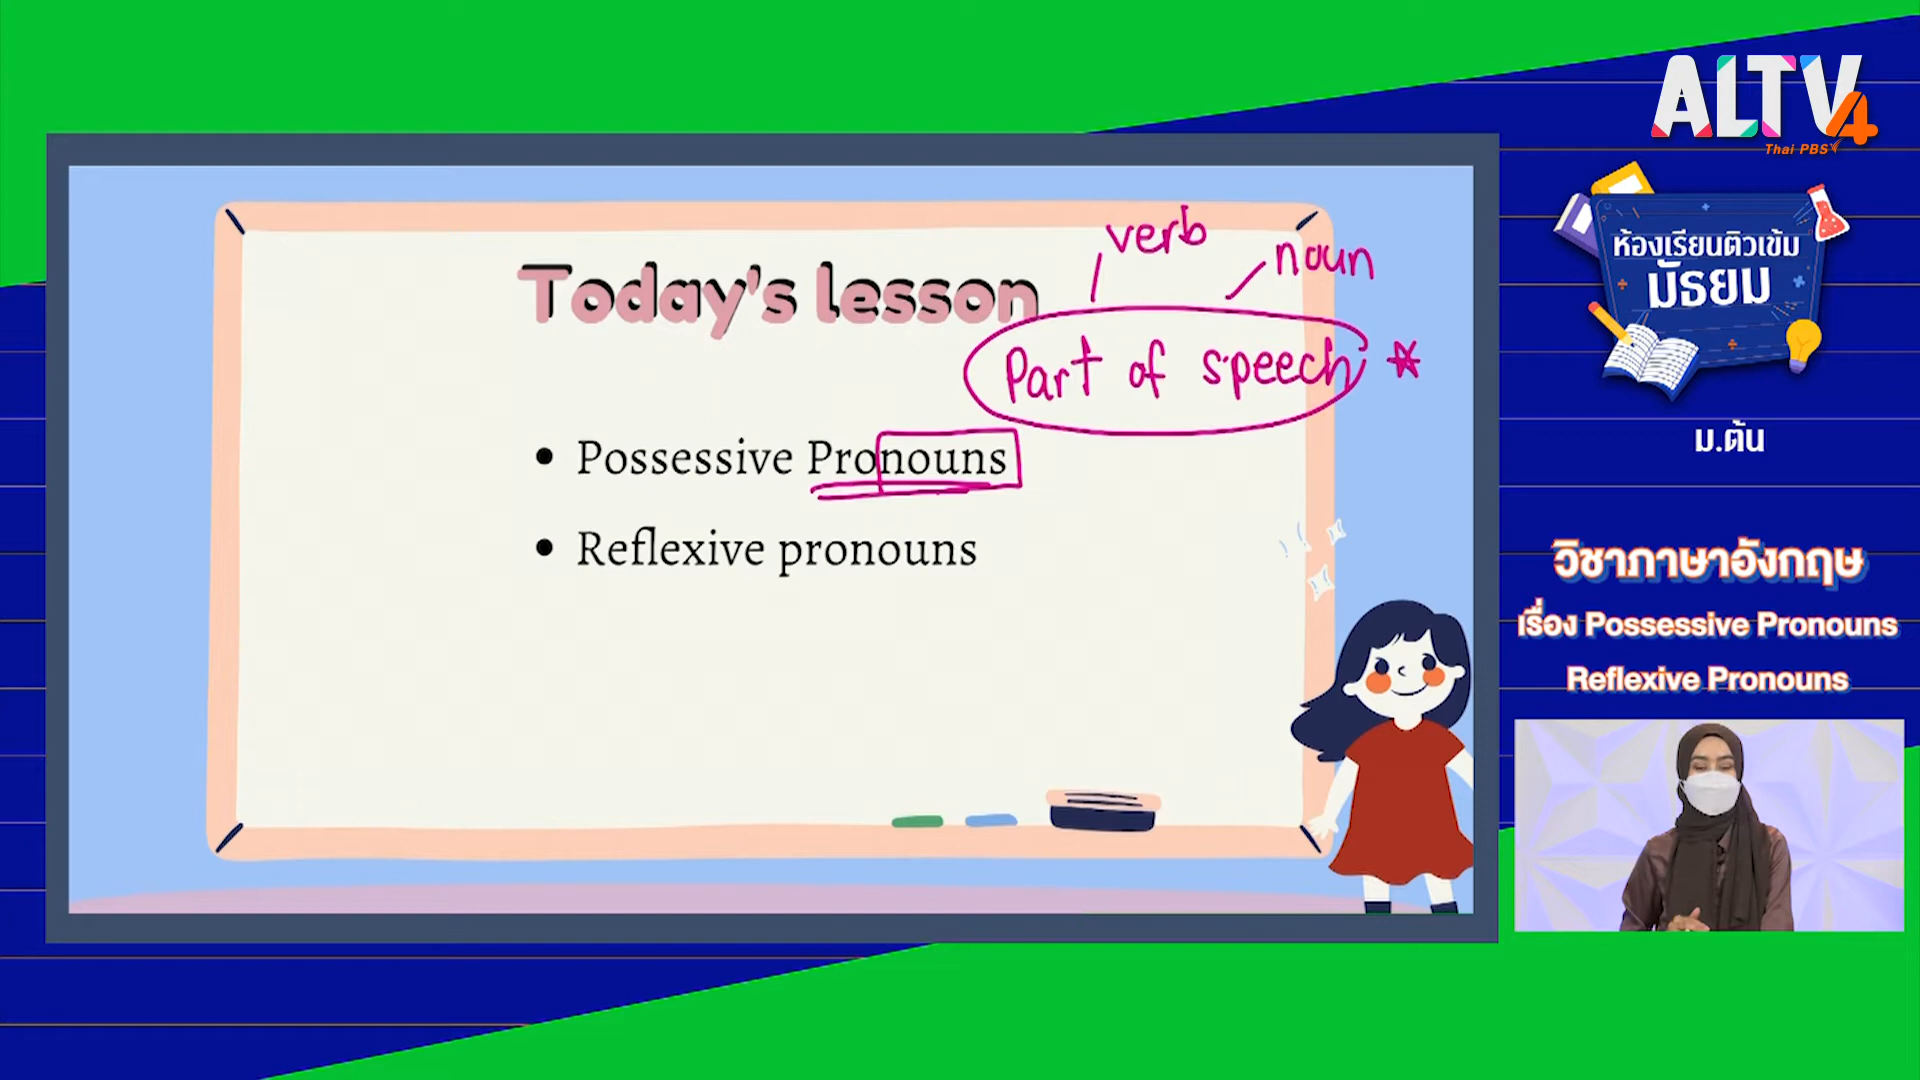 ALTV4
Thai PBS
ห้องเรียนติวเข้ม
มัธยม
ม.ต้น
วิชาภาษาอังกฤษ
เรื่อง Possessive Pronouns
Reflexive Pronouns
verb
noun
Today's lesson
Part of speech
Possessive Pronouns
Reflexive pronouns